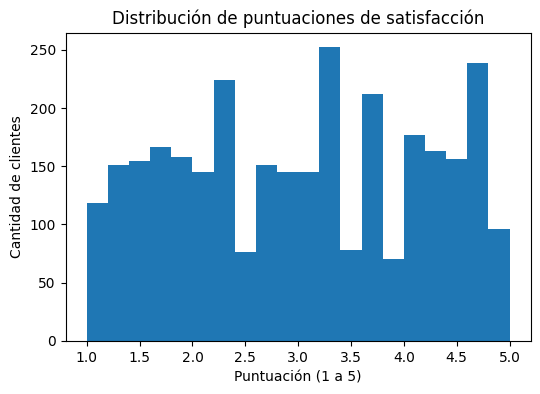 Distribución de puntuaciones de satisfacción
Cantidad de clientes
250
200
150
100
50
0
1.0 1.5 2.0 2.5 3.0 3.5 4.0 4.5 5.0
Puntuación (1 a 5)